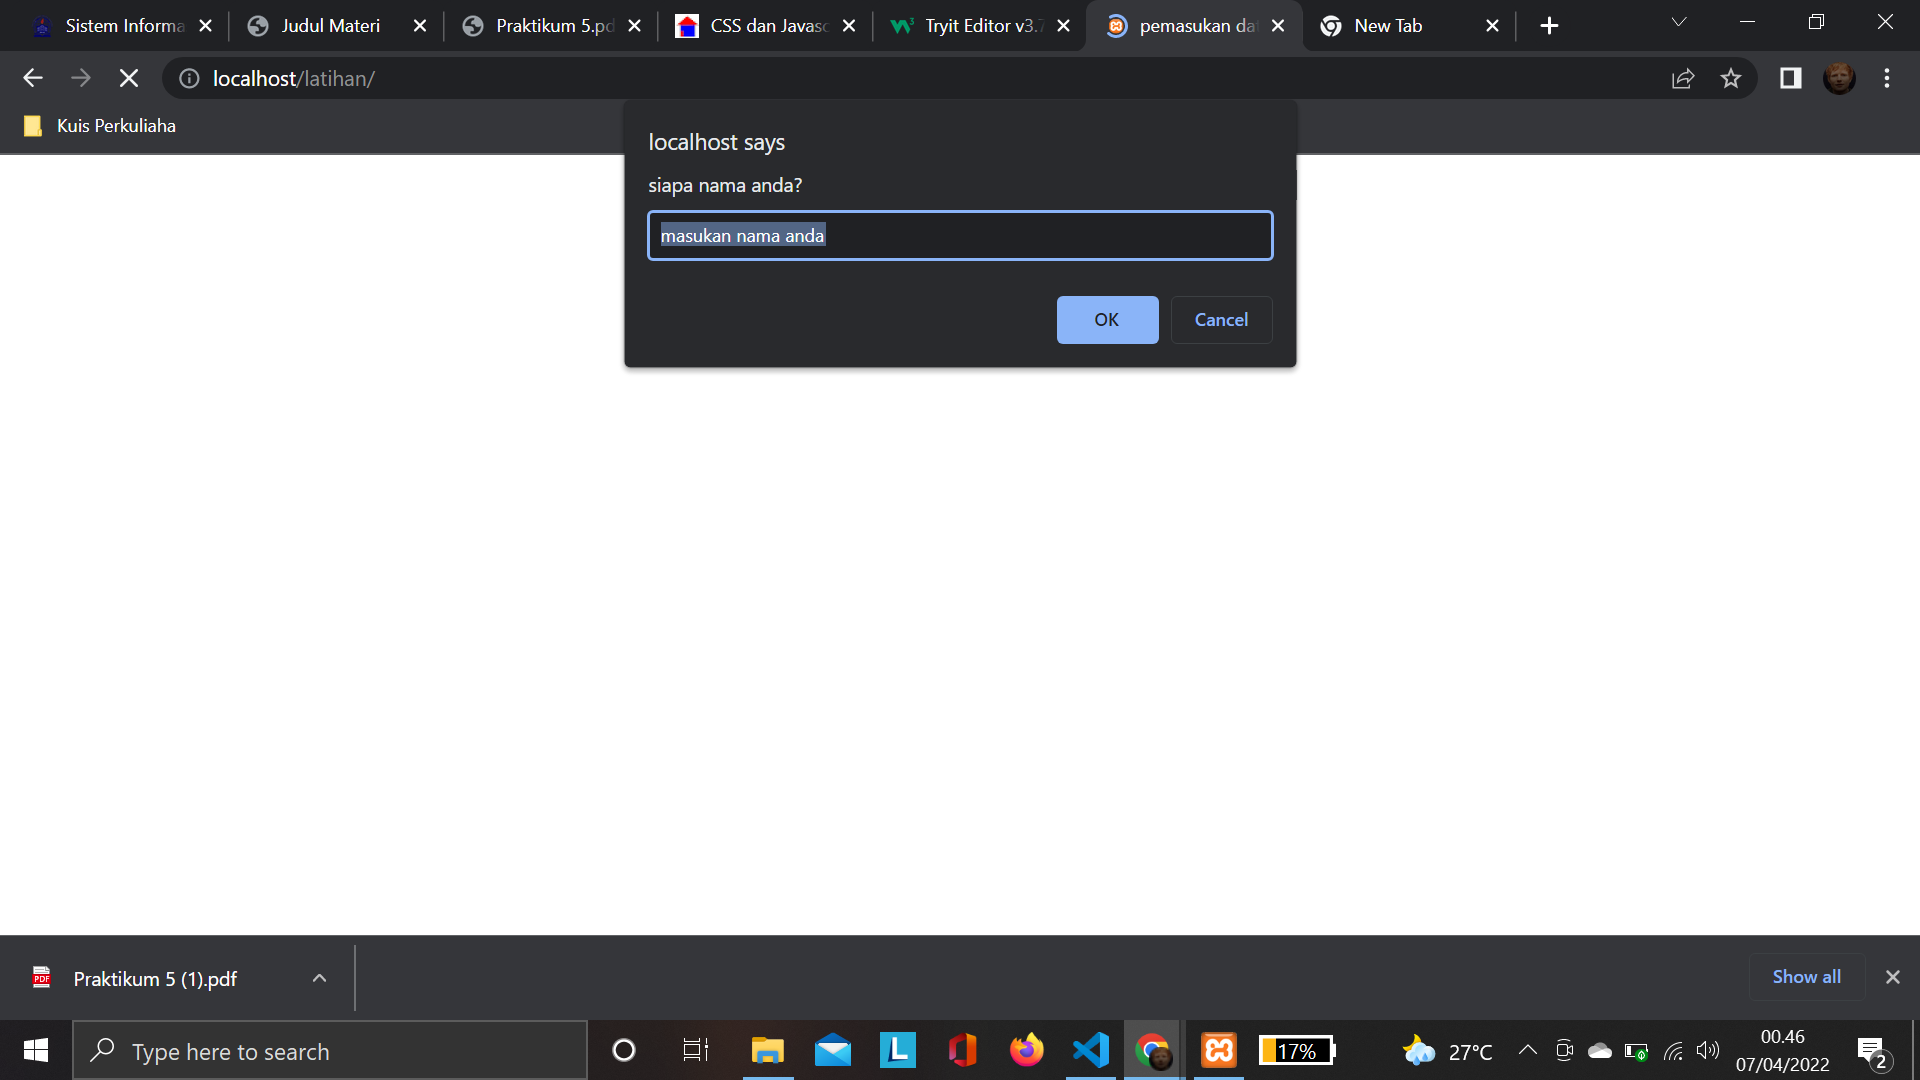 Sistem Informa
Judul Materi
Praktikum 5.pd
CSS dan Javasc
Tryit Editor v3.7
pemasukan dat
New Tab
localhost/latihan/
Kuis Perkuliaha
localhost says
siapa nama anda?
masukan nama anda
OK
Cancel
PDF
Praktikum 5 (1).pdf
Show all
Type here to search
L
17%
27°C
00.46
07/04/2022
2